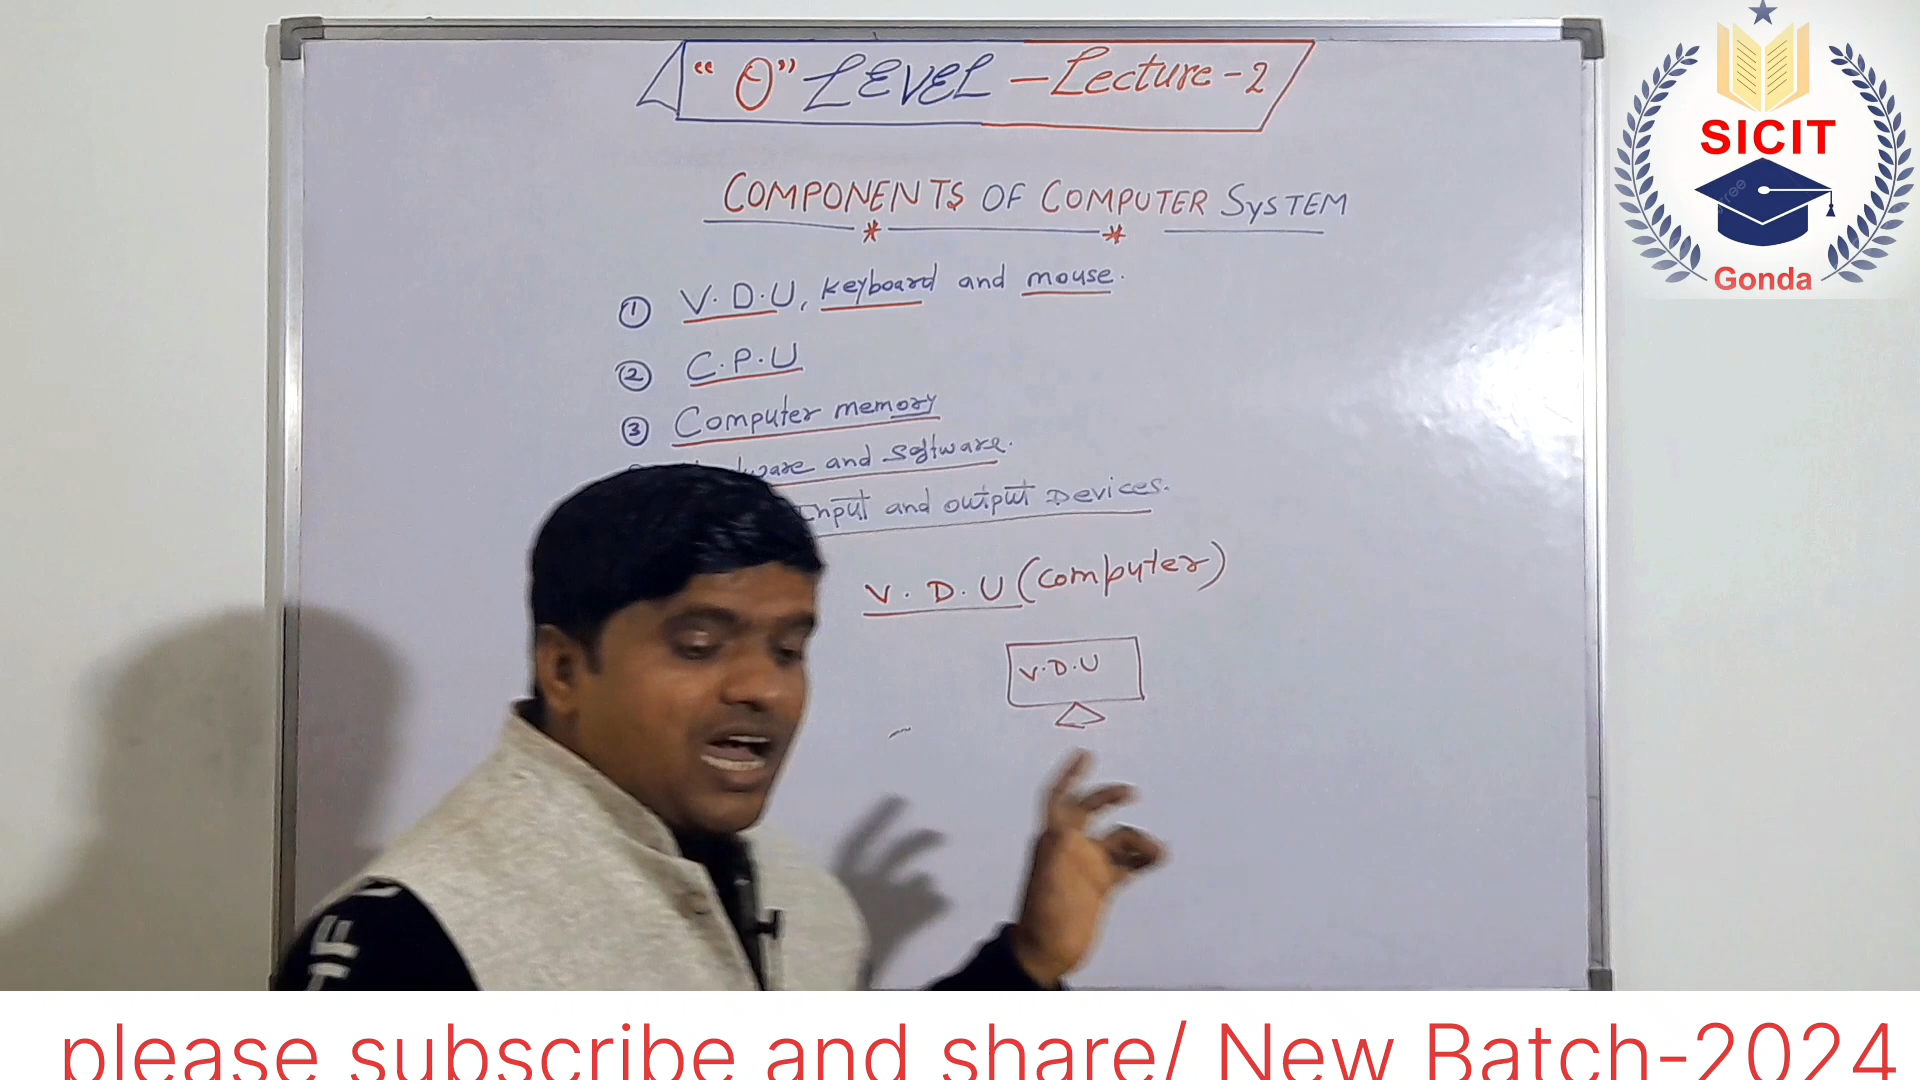 "O" LEVEL - Lecture-2
COMPONENTS OF COMPUTER SYSTEM
① V.D.U, keyboard and mouse.
② C.P.U
③ Computer memory
and software.
Input and output Devices.
V.D.U (Computer)
V.D.U
SICIT
Gonda
please subscribe and share/ New Batch-2024